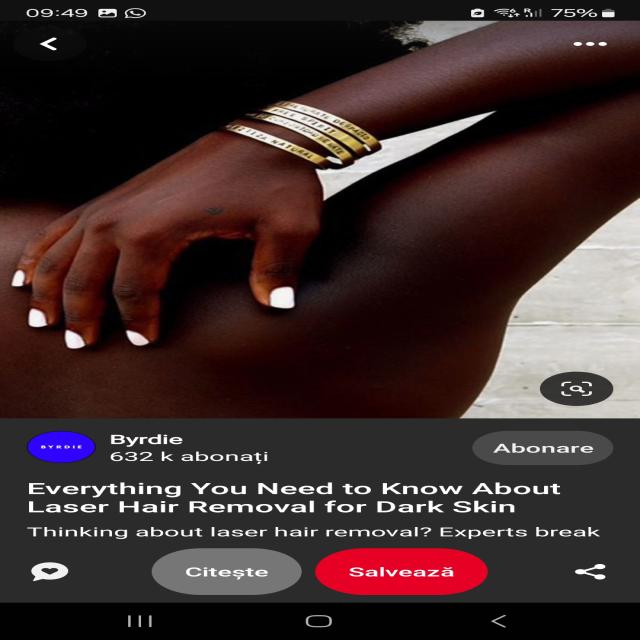 09:49
75%
NATURAL
BYRDIE
Byrdie
632 k abonați
Abonare
Everything You Need to Know About
Laser Hair Removal for Dark Skin
Thinking about laser hair removal? Experts break
Citește
Salvează